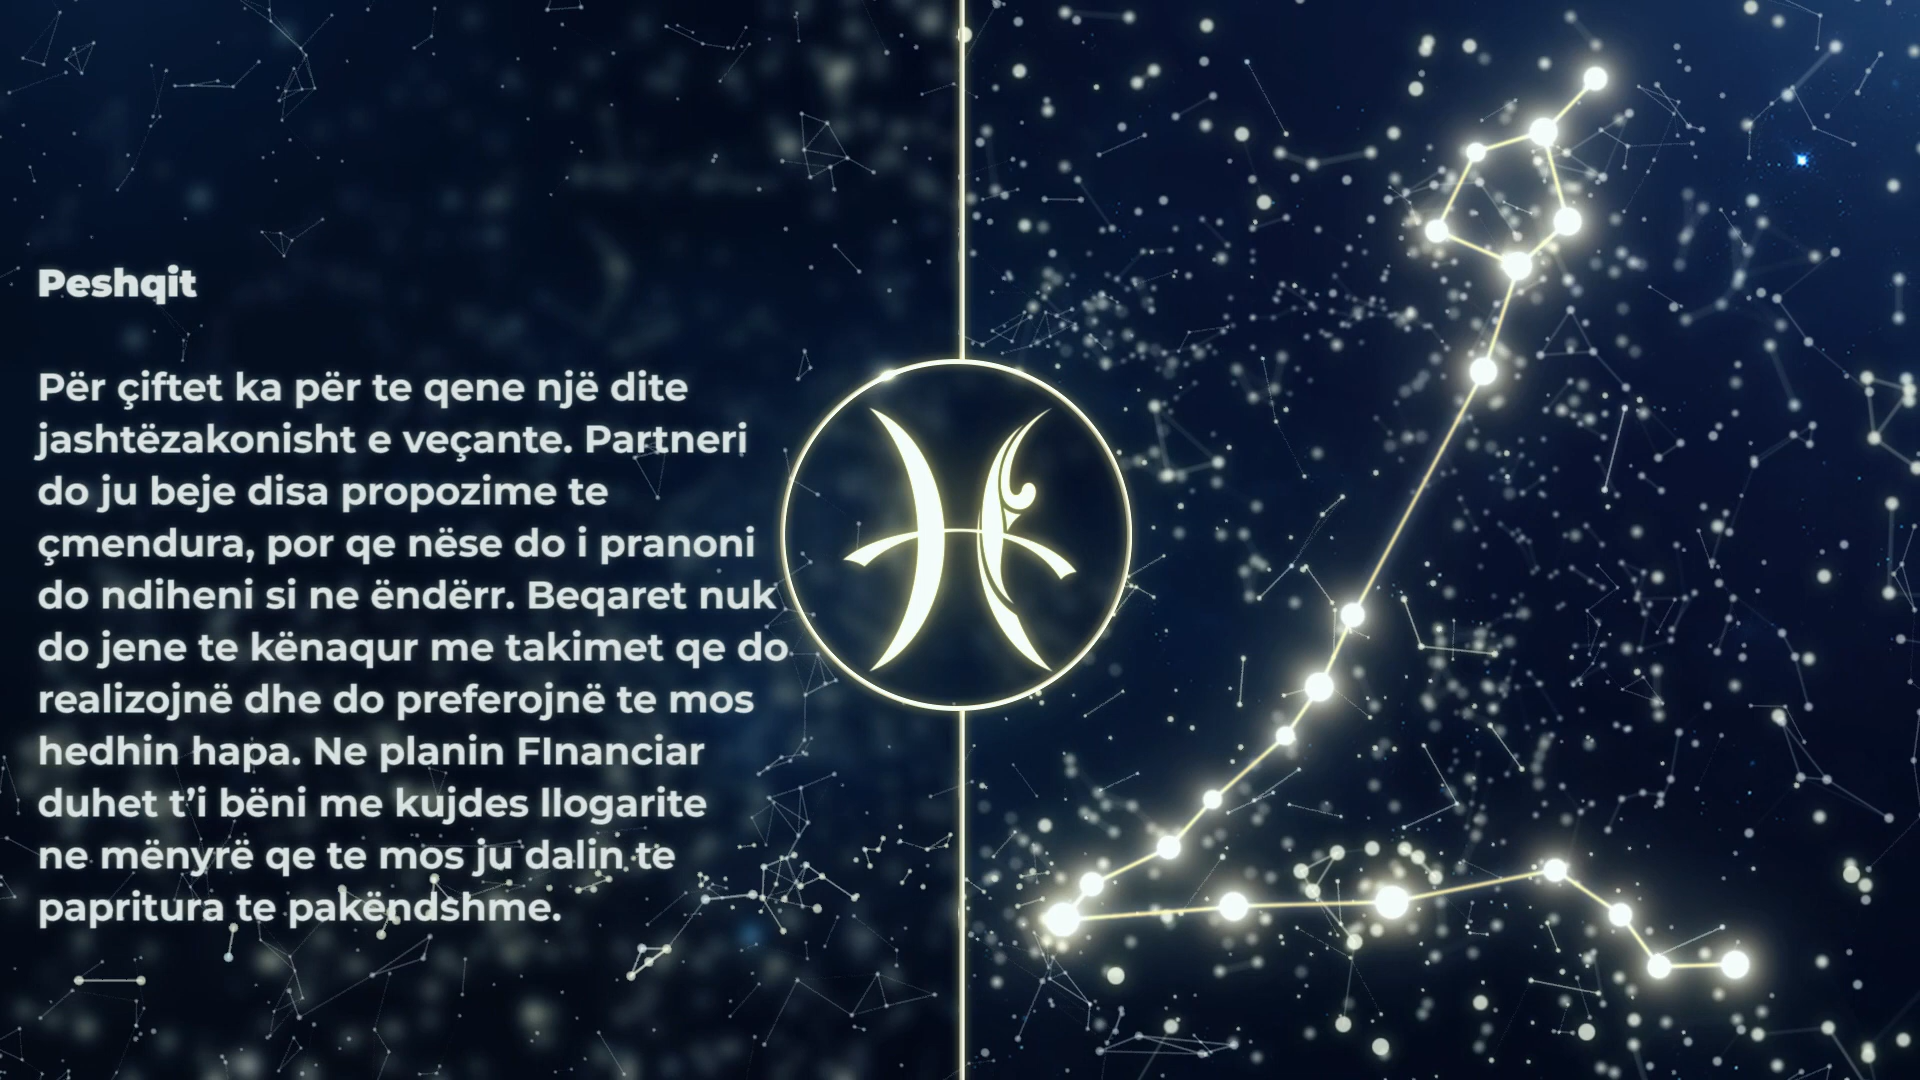 Peshqit
Për çiftet ka për te qene një dite
jashtëzakonisht e veçante. Partneri
do ju beje disa propozime te
çmendura, por qe nëse do i pranoni
do ndiheni si ne ëndërr. Beqaret nuk
do jene te kënaqur me takimet qe do
realizojnë dhe do preferojnë te mos
hedhin hapa. Ne planin FInanciar
duhet t’i bëni me kujdes llogarite
ne mënyrë qe te mos ju dalin te
papritura te pakëndshme.